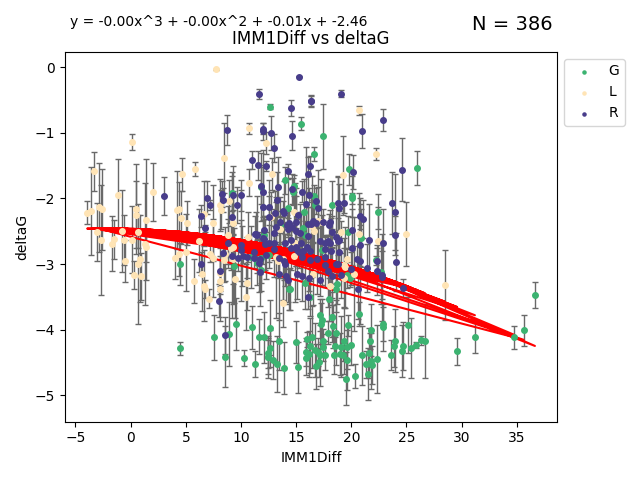 y = -0.00x^3 + -0.00x^2 + -0.01x + -2.46
N = 386
IMM1Diff vs deltaG
G
L
R
0
−1
−2
−3
−4
−5
deltaG
−5 0 5 10 15 20 25 30 35
IMM1Diff